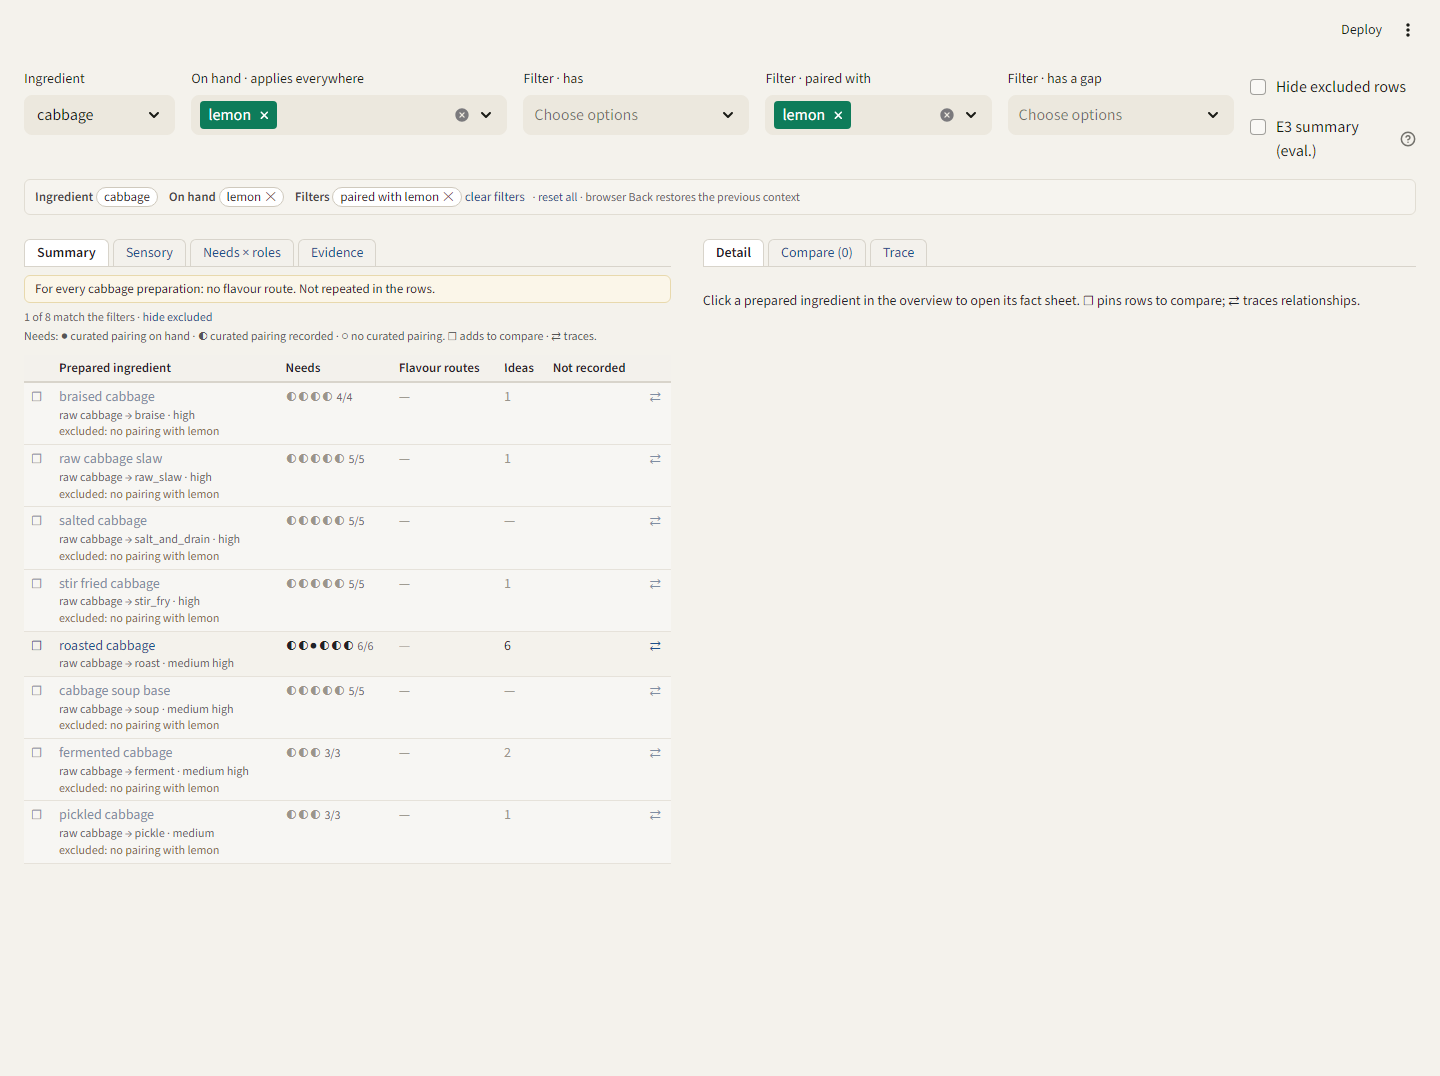 Deploy
Ingredient
On hand · applies everywhere
Filter · has
Filter · paired with
Filter · has a gap
cabbage
lemon ×
Choose options
lemon ×
Choose options
Hide excluded rows
E3 summary (eval.)
Ingredient cabbage On hand lemon × Filters paired with lemon × clear filters · reset all · browser Back restores the previous context
Summary
Sensory
Needs × roles
Evidence
Detail
Compare (0)
Trace
For every cabbage preparation: no flavour route. Not repeated in the rows.
1 of 8 match the filters · hide excluded
Needs: ● curated pairing on hand · ◐ curated pairing recorded · ○ no curated pairing. ❐ adds to compare · ⇄ traces.
Click a prepared ingredient in the overview to open its fact sheet. ❐ pins rows to compare; ⇄ traces relationships.
Prepared ingredient Needs Flavour routes Ideas Not recorded
❐ braised cabbage ◐◐◐◐ 4/4 — 1 ⇄
raw cabbage → braise · high
excluded: no pairing with lemon
❐ raw cabbage slaw ◐◐◐◐◐ 5/5 — 1 ⇄
raw cabbage → raw_slaw · high
excluded: no pairing with lemon
❐ salted cabbage ◐◐◐◐◐ 5/5 — — ⇄
raw cabbage → salt_and_drain · high
excluded: no pairing with lemon
❐ stir fried cabbage ◐◐◐◐◐ 5/5 — 1 ⇄
raw cabbage → stir_fry · high
excluded: no pairing with lemon
❐ roasted cabbage ◐◐●◐◐◐ 6/6 — 6 ⇄
raw cabbage → roast · medium high
❐ cabbage soup base ◐◐◐◐◐ 5/5 — — ⇄
raw cabbage → soup · medium high
excluded: no pairing with lemon
❐ fermented cabbage ◐◐◐ 3/3 — 2 ⇄
raw cabbage → ferment · medium high
excluded: no pairing with lemon
❐ pickled cabbage ◐◐◐ 3/3 — 1 ⇄
raw cabbage → pickle · medium
excluded: no pairing with lemon